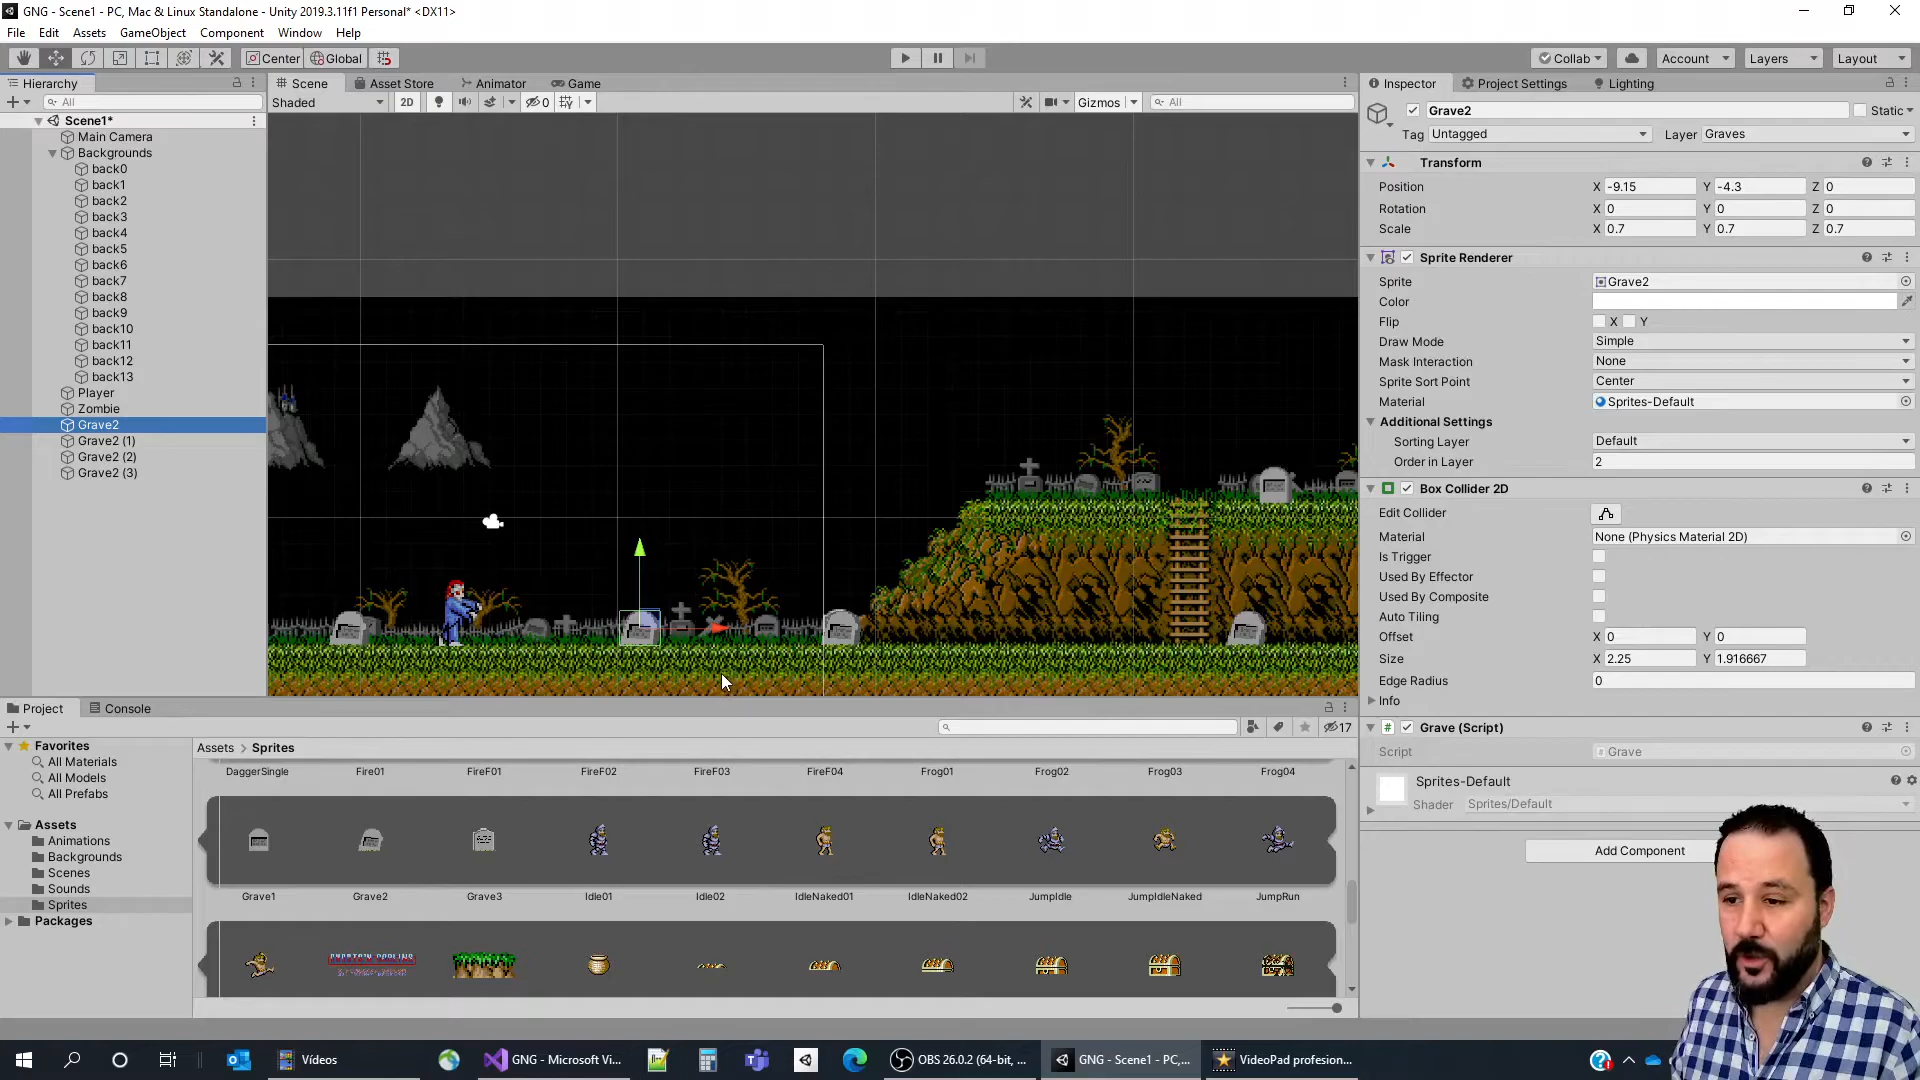 GNG - Scene1 - PC, Mac & Linux Standalone - Unity 2019.3.11f1 Personal* <DX11>
File Edit Assets GameObject Component Window Help
Center Global Collab Account Layers Layout
Hierarchy Scene Asset Store Animator Game Inspector Project Settings Lighting
All Shaded 2D 0 Gizmos All
Scene1*
Main Camera
Backgrounds
back0
back1
back2
back3
back4
back5
back6
back7
back8
back9
back10
back11
back12
back13
Player
Zombie
Grave2
Grave2 (1)
Grave2 (2)
Grave2 (3)
Grave2 Static
Tag Untagged Layer Graves
Transform
Position X -9.15 Y -4.3 Z 0
Rotation X 0 Y 0 Z 0
Scale X 0.7 Y 0.7 Z 0.7
Sprite Renderer
Sprite Grave2
Color
Flip X Y
Draw Mode Simple
Mask Interaction None
Sprite Sort Point Center
Material Sprites-Default
Additional Settings
Sorting Layer Default
Order in Layer 2
Box Collider 2D
Edit Collider
Material None (Physics Material 2D)
Is Trigger
Used By Effector
Used By Composite
Auto Tiling
Offset X 0 Y 0
Size X 2.25 Y 1.916667
Edge Radius 0
Info
# Grave (Script)
Script Grave
Sprites-Default
Shader Sprites/Default
Add Component
Project Console
17
Favorites
All Materials
All Models
All Prefabs
Assets
Animations
Backgrounds
Scenes
Sounds
Sprites
Packages
Assets > Sprites
DaggerSingle Fire01 FireF01 FireF02 FireF03 FireF04 Frog01 Frog02 Frog03 Frog04
Grave1 Grave2 Grave3 Idle01 Idle02 IdleNaked01 IdleNaked02 JumpIdle JumpIdleNaked JumpRun
Vídeos GNG - Microsoft Vi... OBS 26.0.2 (64-bit, ... GNG - Scene1 - PC,... VideoPad profesion...